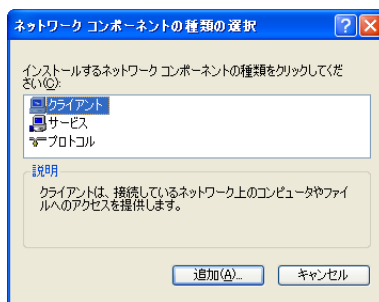 ネットワーク コンポーネントの種類の選択
インストールするネットワーク コンポーネントの種類をクリックしてくだ
さい(C):
クライアント
サービス
プロトコル
説明
クライアントは、接続しているネットワーク上のコンピュータやファイ
ルへのアクセスを提供します。
追加(A)...
キャンセル